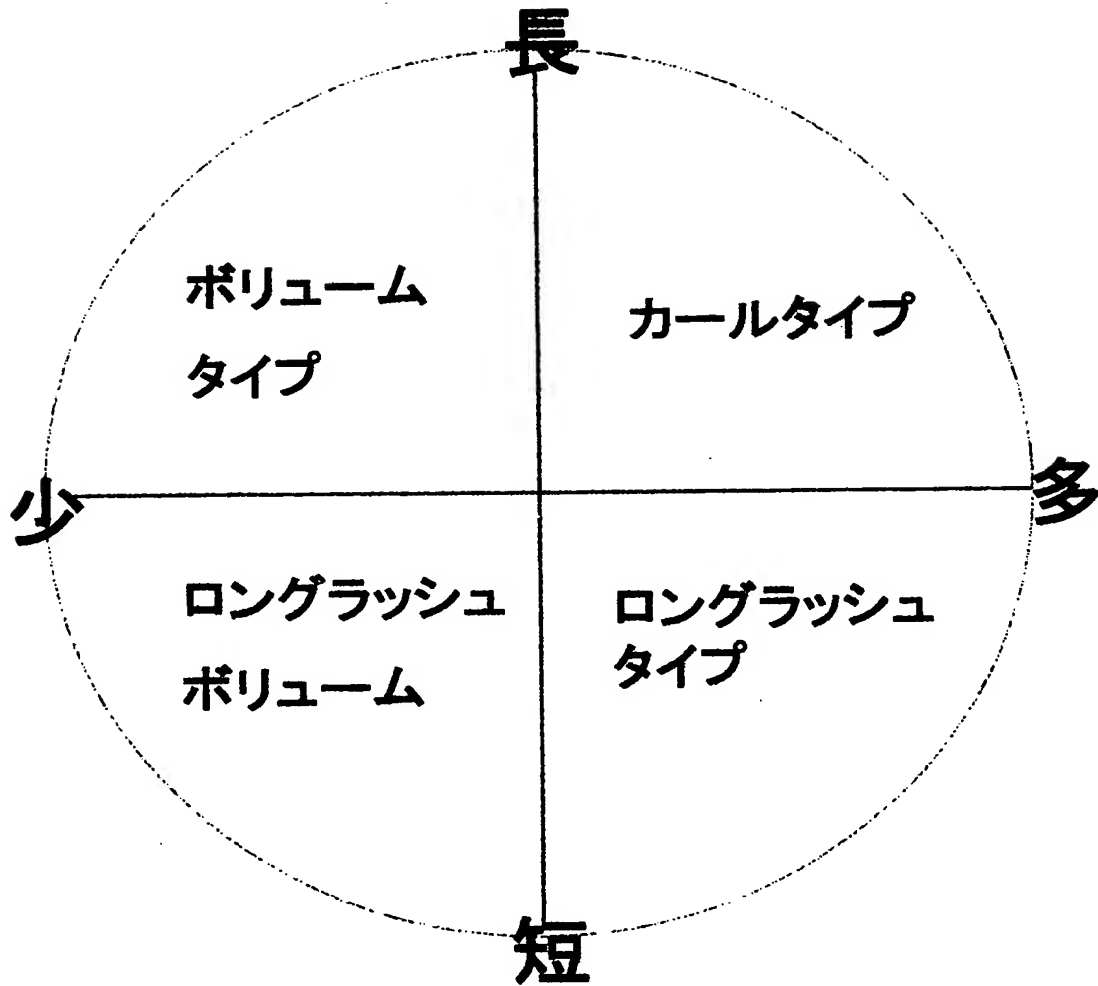 長
ボリューム
タイプ
カールタイプ
少
多
ロングラッシュ
ボリューム
ロングラッシュ
タイプ
短